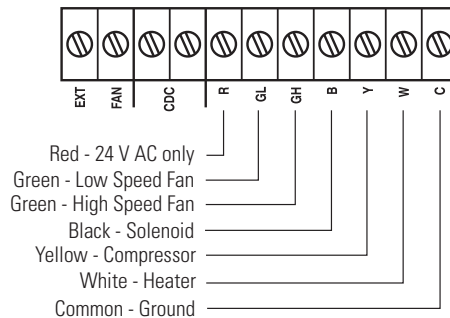 EXT FAN CDC R GL GH B Y W C
Red - 24 V AC only
Green - Low Speed Fan
Green - High Speed Fan
Black - Solenoid
Yellow - Compressor
White - Heater
Common - Ground